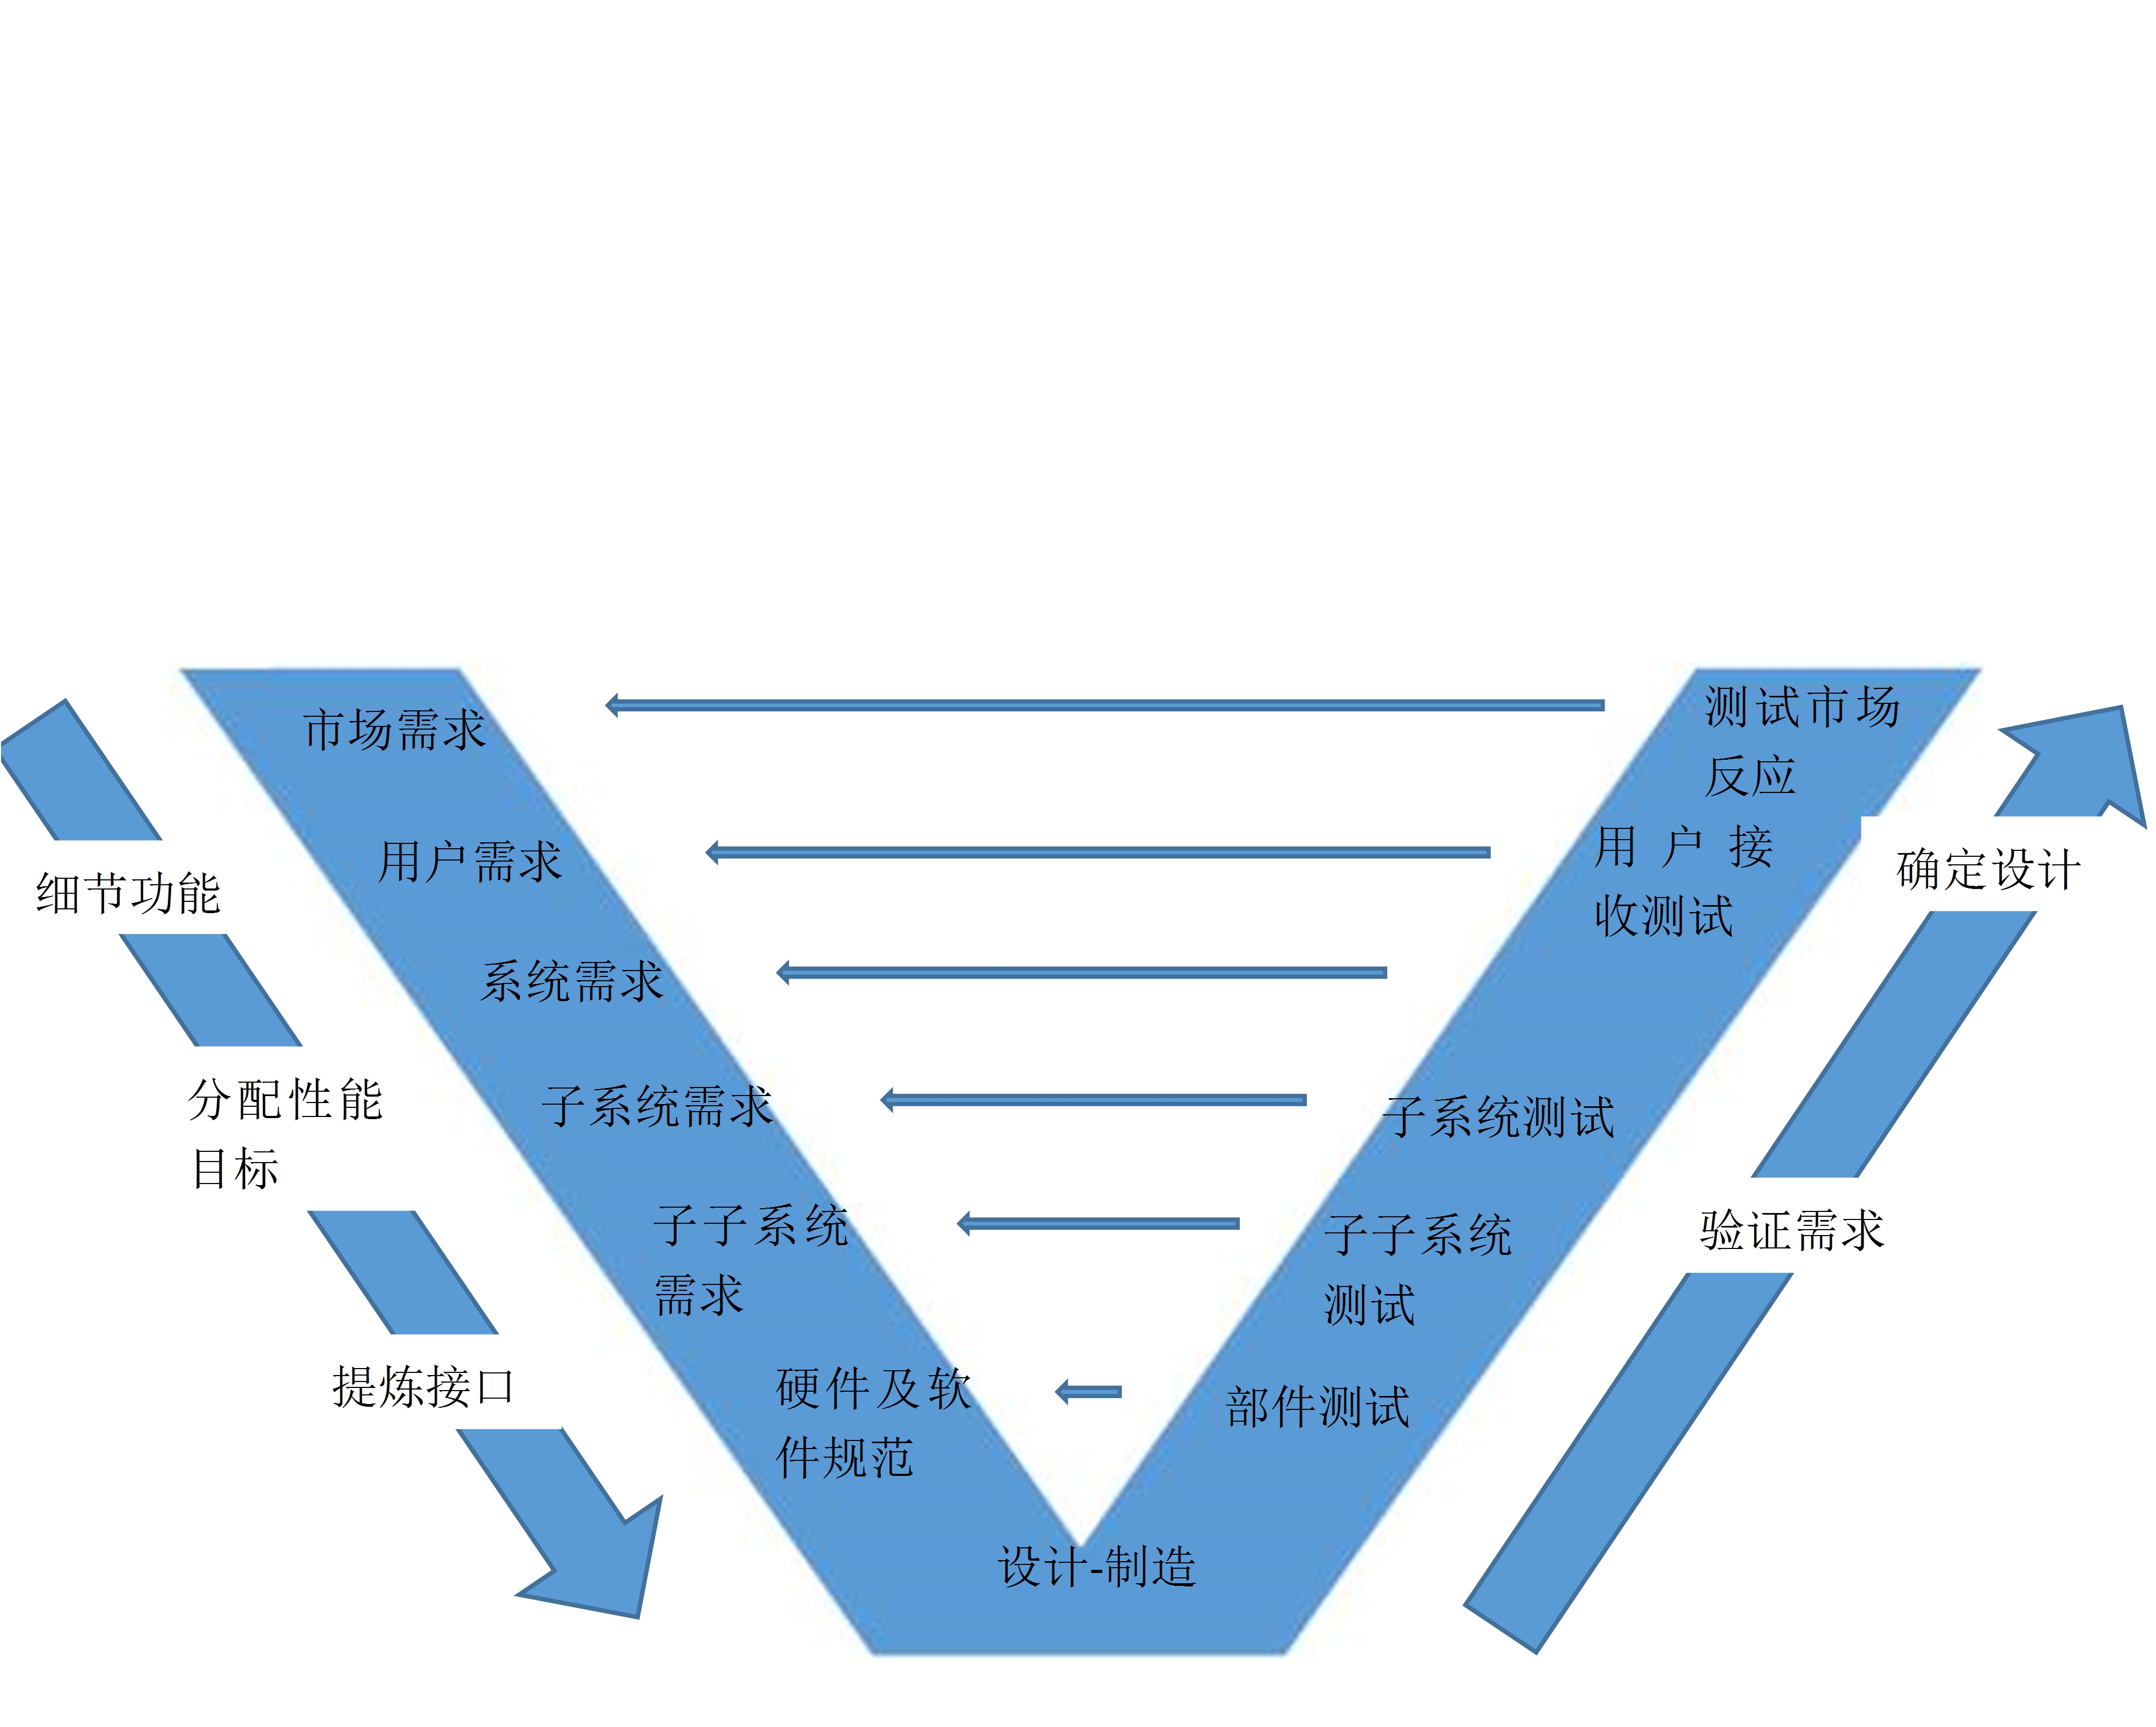 市场需求
用户需求
系统需求
子系统需求
子子系统
需求
硬件及软
件规范
设计-制造
测试市场
反应
用户接
收测试
子系统测试
子子系统
测试
部件测试
细节功能
分配性能
目标
提炼接口
确定设计
验证需求